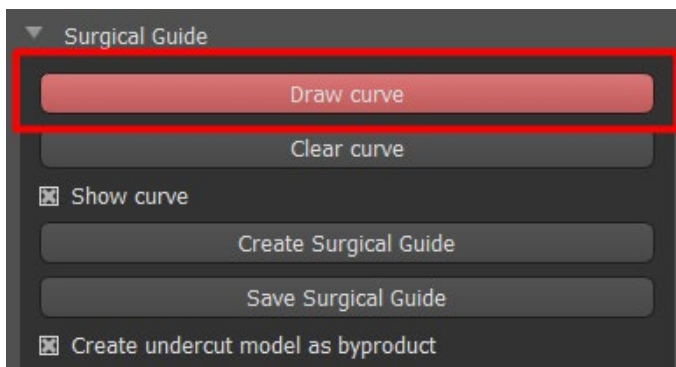 Surgical Guide
Draw curve
Clear curve
Show curve
Create Surgical Guide
Save Surgical Guide
Create undercut model as byproduct